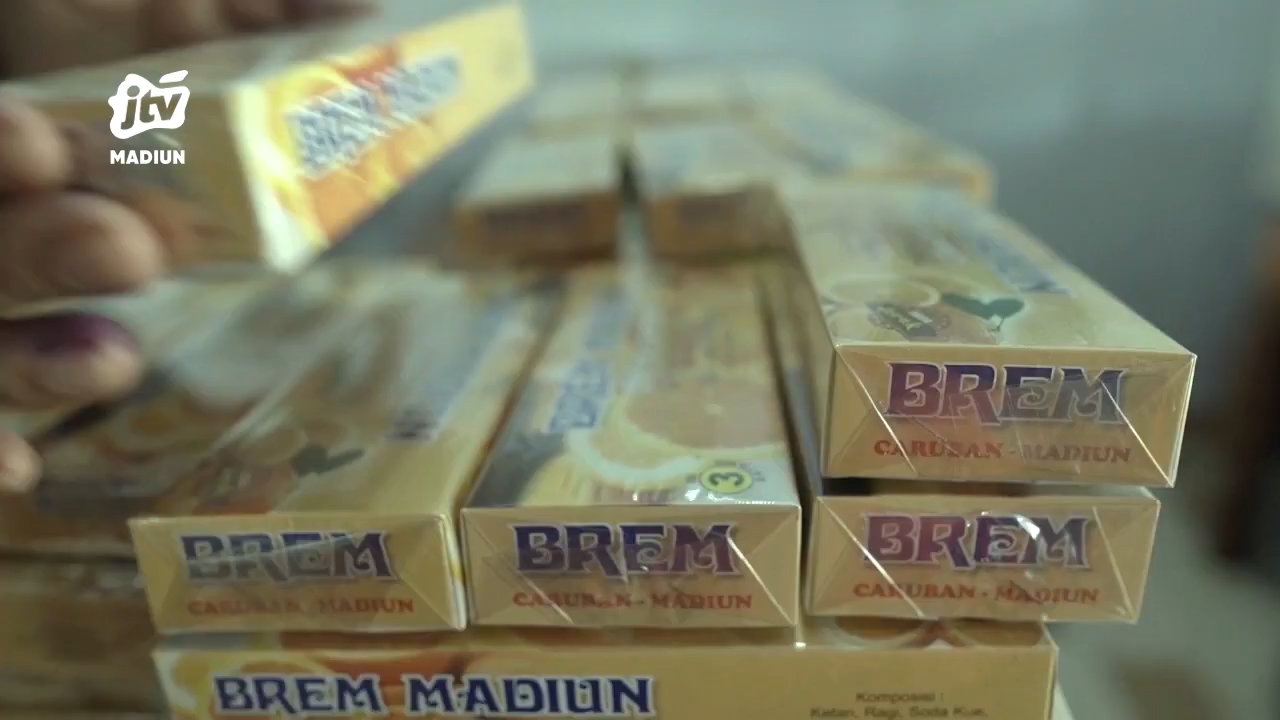 jtv
MADIUN
BREM
CARUBAN - MADIUN
BREM
CARUBAN - MADIUN
BREM
CARUBAN - MADIUN
BREM
CARUBAN - MADIUN
3
BREM MADIUN
Komposisi :
Ketan, Ragi, Soda Kue,